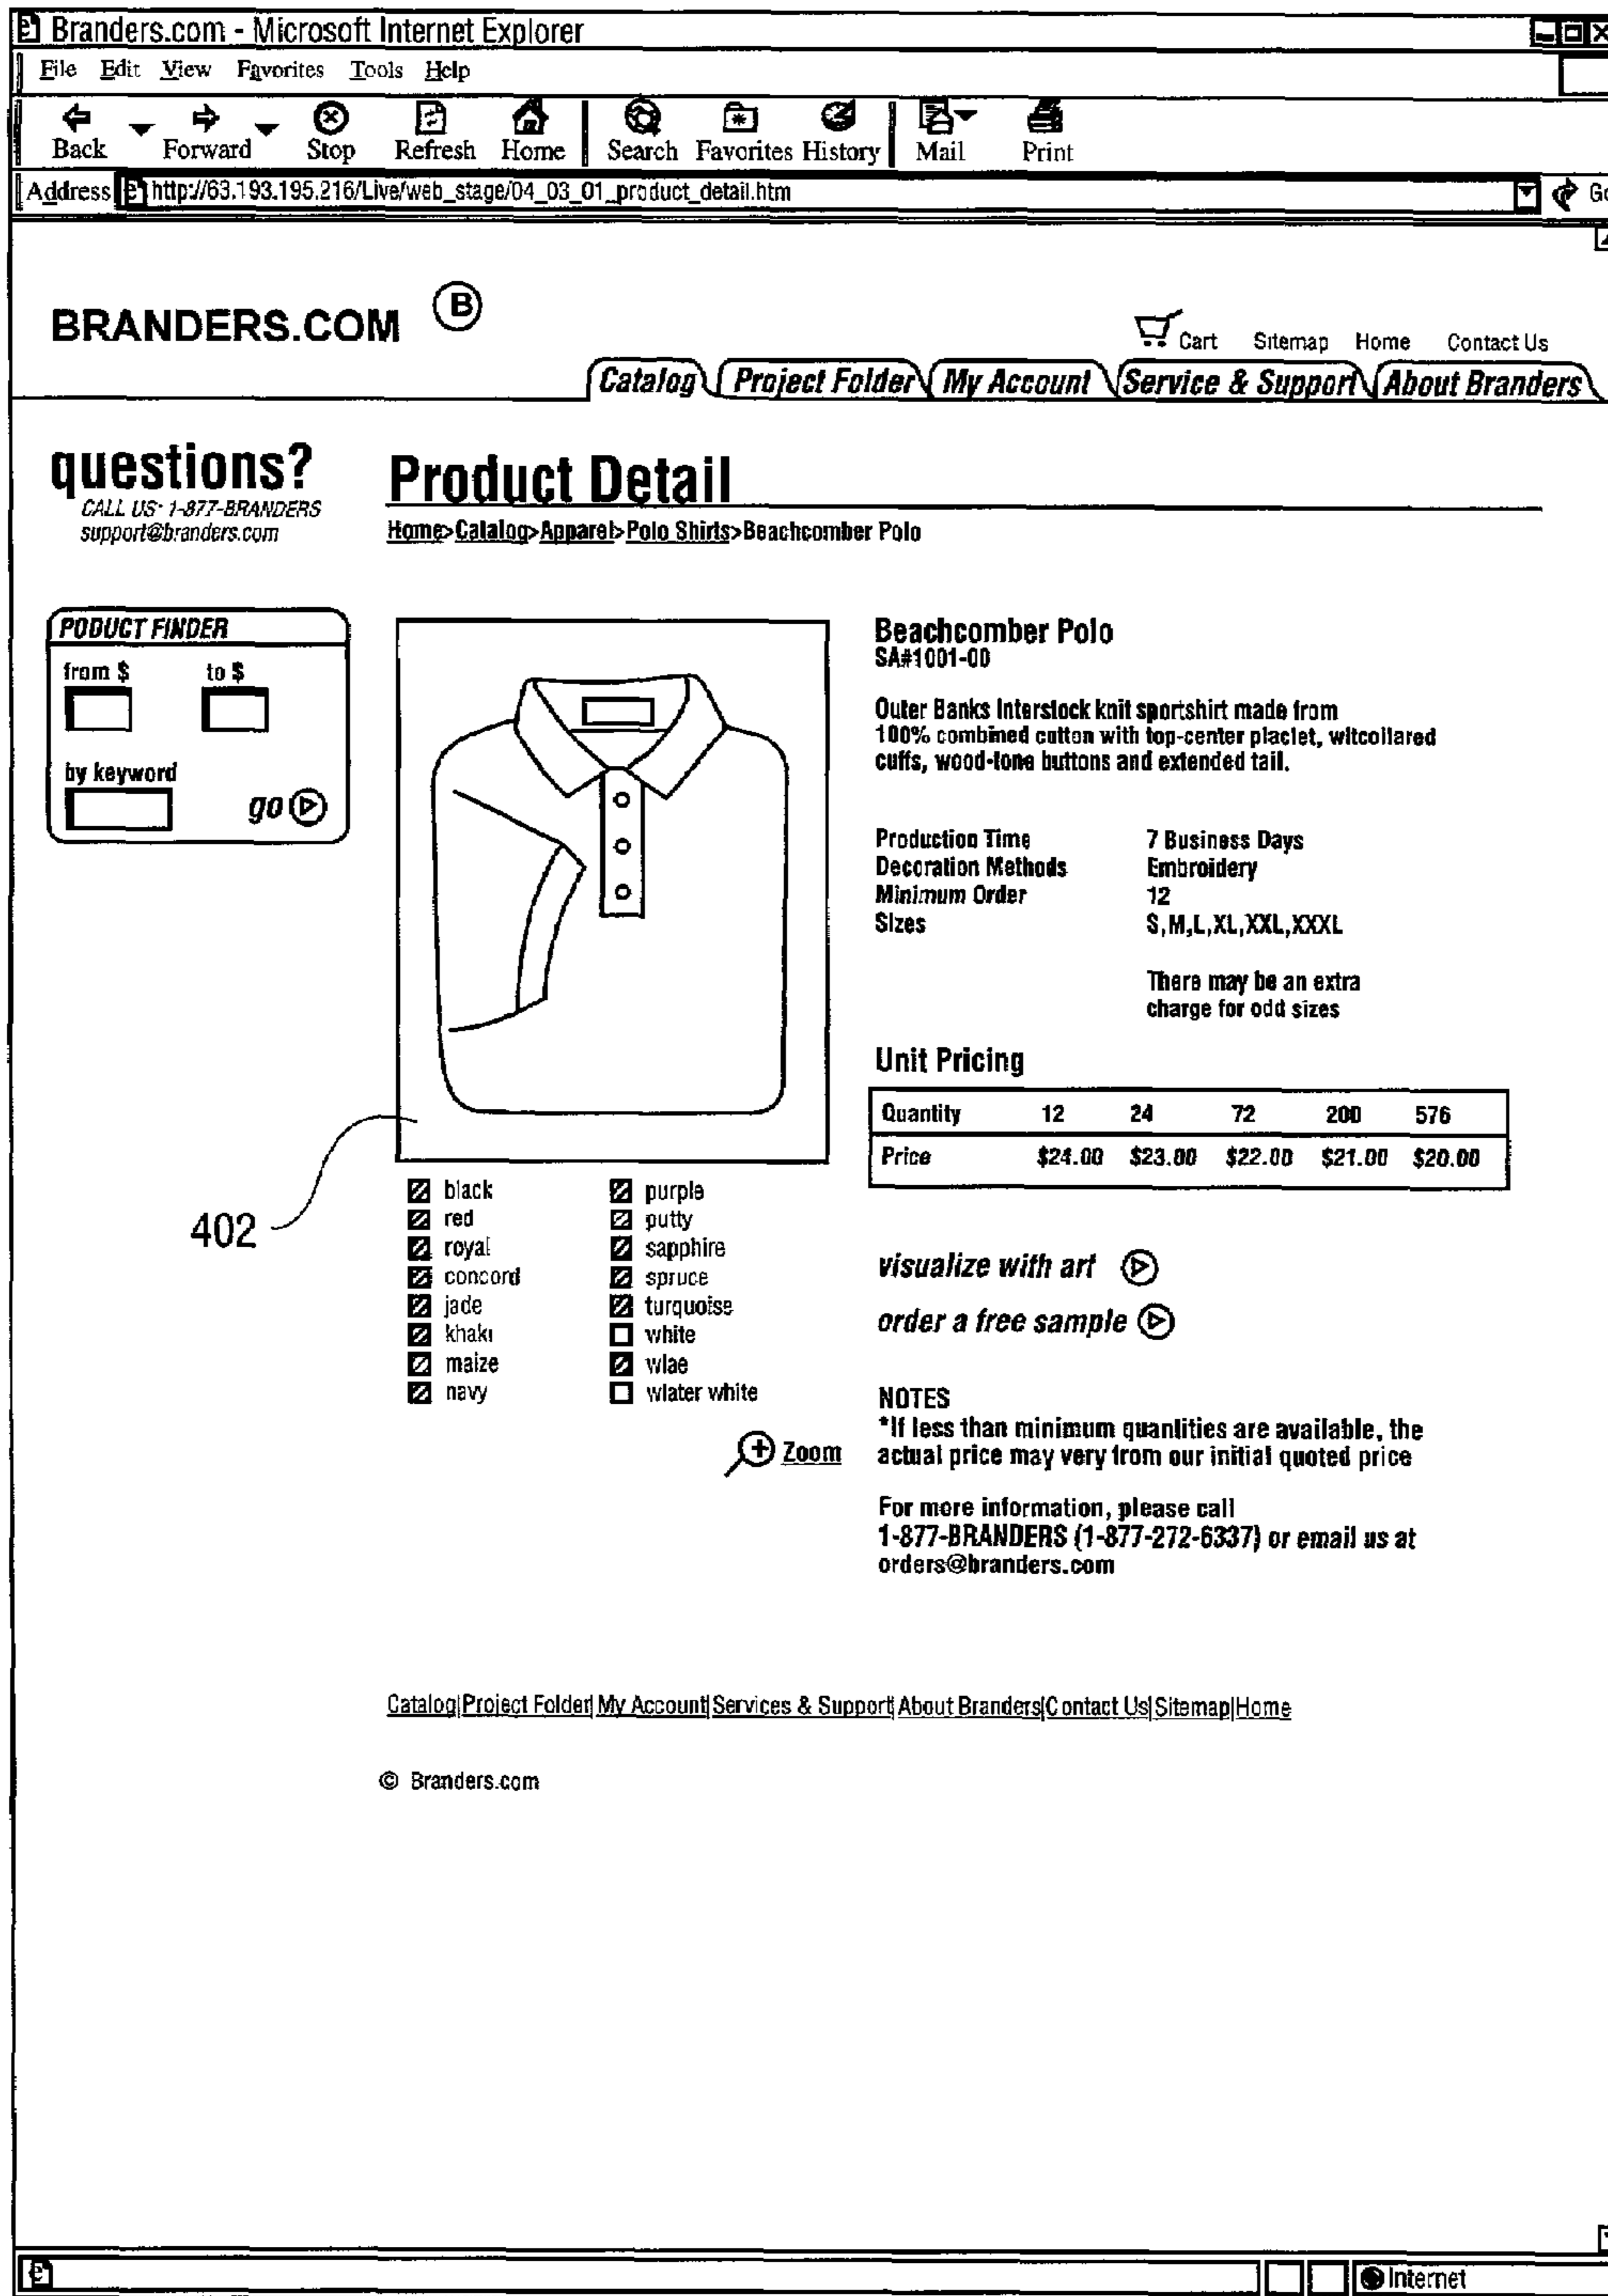 Branders.com - Microsoft Internet Explorer
File Edit View Favorites Tools Help
Back Forward Stop Refresh Home Search Favorites History Mail Print
Address http://63.193.195.216/Live/web_stage/04_03_01_product_detail.htm Go
BRANDERS.COM B
Cart Sitemap Home Contact Us
Catalog Project Folder My Account Service & Support About Branders
questions?
CALL US: 1-877-BRANDERS
support@branders.com
Product Detail
Home>Catalog>Apparel>Polo Shirts>Beachcomber Polo
PODUCT FINDER
from $ to $
by keyword
go
402
black
red
royal
concord
jade
khaki
maize
navy
purple
putty
sapphire
spruce
turquoise
white
wlae
wlater white
Zoom
Beachcomber Polo
SA#1001-00
Outer Banks Interstock knit sportshirt made from
100% combined cotton with top-center placlet, witcollared
cuffs, wood-tone buttons and extended tail.
Production Time 7 Business Days
Decoration Methods Embroidery
Minimum Order 12
Sizes S,M,L,XL,XXL,XXXL
There may be an extra
charge for odd sizes
Unit Pricing
Quantity 12 24 72 200 576
Price $24.00 $23.00 $22.00 $21.00 $20.00
visualize with art
order a free sample
NOTES
*If less than minimum quantities are available, the
actual price may very from our initial quoted price
For more information, please call
1-877-BRANDERS (1-877-272-6337) or email us at
orders@branders.com
Catalog|Project Folder|My Account|Services & Support|About Branders|Contact Us|Sitemap|Home
© Branders.com
Internet